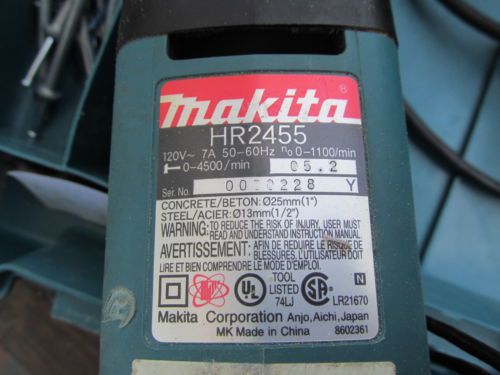 makita
HR2455
120V~ 7A 50-60Hz n₀ 0-1100/min
0-4500/min 05.2
Ser. No. Y
CONCRETE/BETON: Ø25mm(1")
STEEL/ACIER: Ø13mm(1/2")
WARNING: TO REDUCE THE RISK OF INJURY, USER MUST
READ AND UNDERSTAND INSTRUCTION MANUAL.
AVERTISSEMENT: AFIN DE REDUIRE LE RISQUE DE
BLESSURES, L'UTILISATEUR DOIT
LIRE ET BIEN COMPRENDRE LE MODE D'EMPLOI.
UL
LISTED
TOOL
74LJ
LR21670
N
Makita Corporation Anjo, Aichi, Japan
MK Made in China 8602361